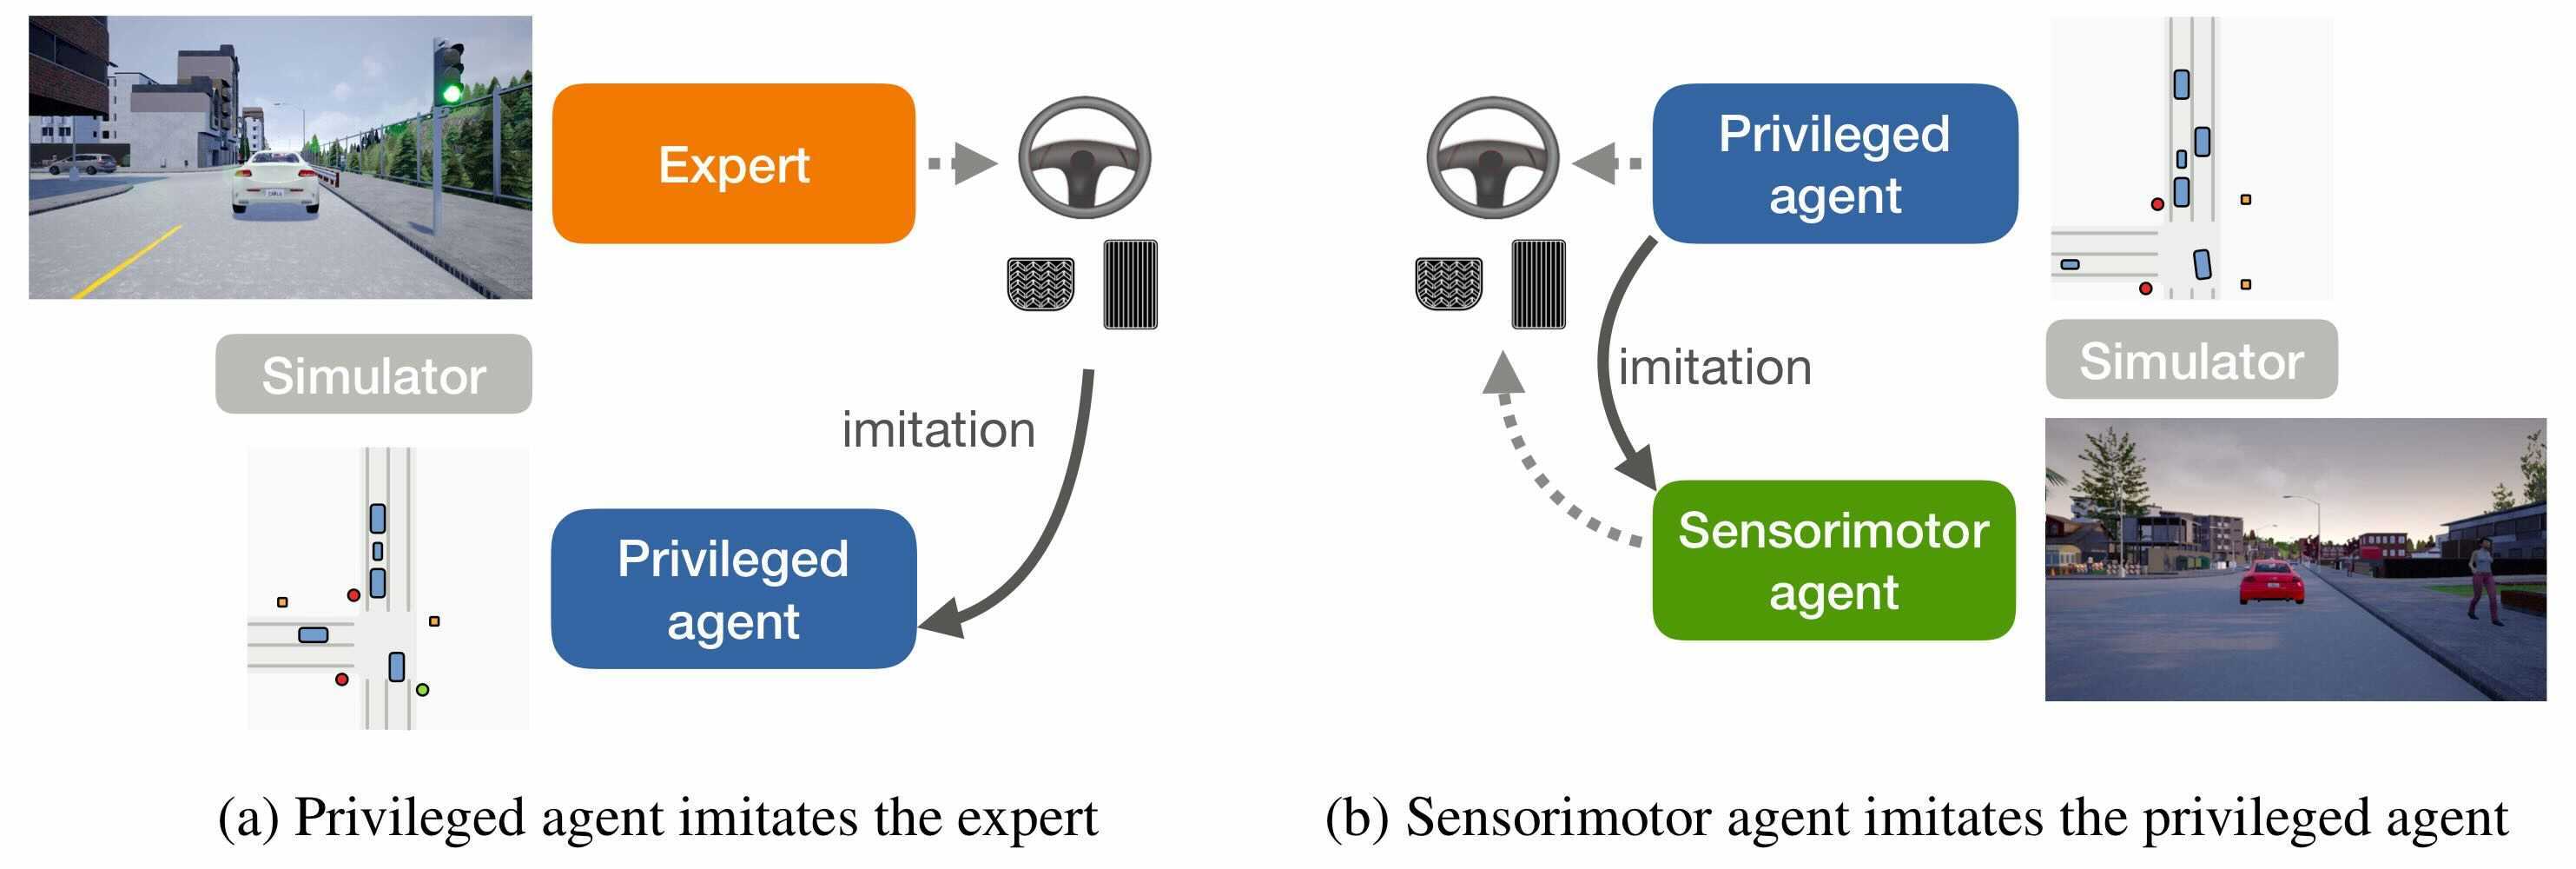 Expert
Simulator
imitation
Privileged
agent
(a) Privileged agent imitates the expert
Privileged
agent
imitation
Simulator
Sensorimotor
agent
(b) Sensorimotor agent imitates the privileged agent